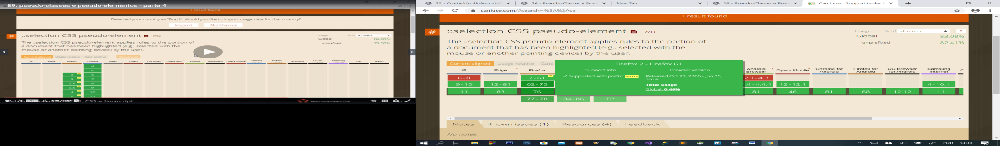 89. pseudo-classes e pseudo-elementos - parte 4
1 result found
Detected your country as "Brazil". Would you like to import usage data for that country?
Import No thanks
# ::selection CSS pseudo-element - WD
Usage % of all users
Global 84.89%
unprefixed: 79.57%
The ::selection CSS pseudo-element applies rules to the portion of
a document that has been highlighted (e.g., selected with the
mouse or another pointing device) by the user.
Current aligned Usage relative Date relative Showing all
IE Edge Firefox Chrome Safari Opera iOS Safari Opera Mini Android Blackberry Opera Mobile Chrome Android Firefox Android IE Mobile UC for Android Samsung Internet QQ Baidu
4
5
2 6
3 7
3.5 8
3.6 9
4 10
5 11
CSS e Javascript
http://serfrontend.com
25 - Conteúdo dinâmico(af
26 - Pseudo-Classes e Pseu
New Tab
26 - Pseudo-Classes e Pseu
Can I use... Support tables
caniuse.com/#search=%3A%3Ase
1 result found
# ::selection CSS pseudo-element - WD
Usage % of all users ?
Global 83.08%
unprefixed: 82.41%
The ::selection CSS pseudo-element applies rules to the portion of
a document that has been highlighted (e.g., selected with the
mouse or another pointing device) by the user.
Current aligned Usage relative Date
IE Edge Firefox Android Browser Opera Mobile Chrome for Android Firefox for Android UC Browser for Android Samsung Internet
6-8 2-61 2.1-4.3
9-10 12-81 62-75 4.4-4.4.4 12-12.1 4-10.1
11 83 76 81 46 81 68 12.12 11.1
77-78 84-86 TP
Firefox 2 - Firefox 61
Support info Browser version
✓ Supported with prefix: -moz-
Released Oct 23, 2006 - Jun 25,
2018
Total usage
Global: 0.46%
Notes Known issues (1) Resources (4) Feedback
No notes
POR 13:34